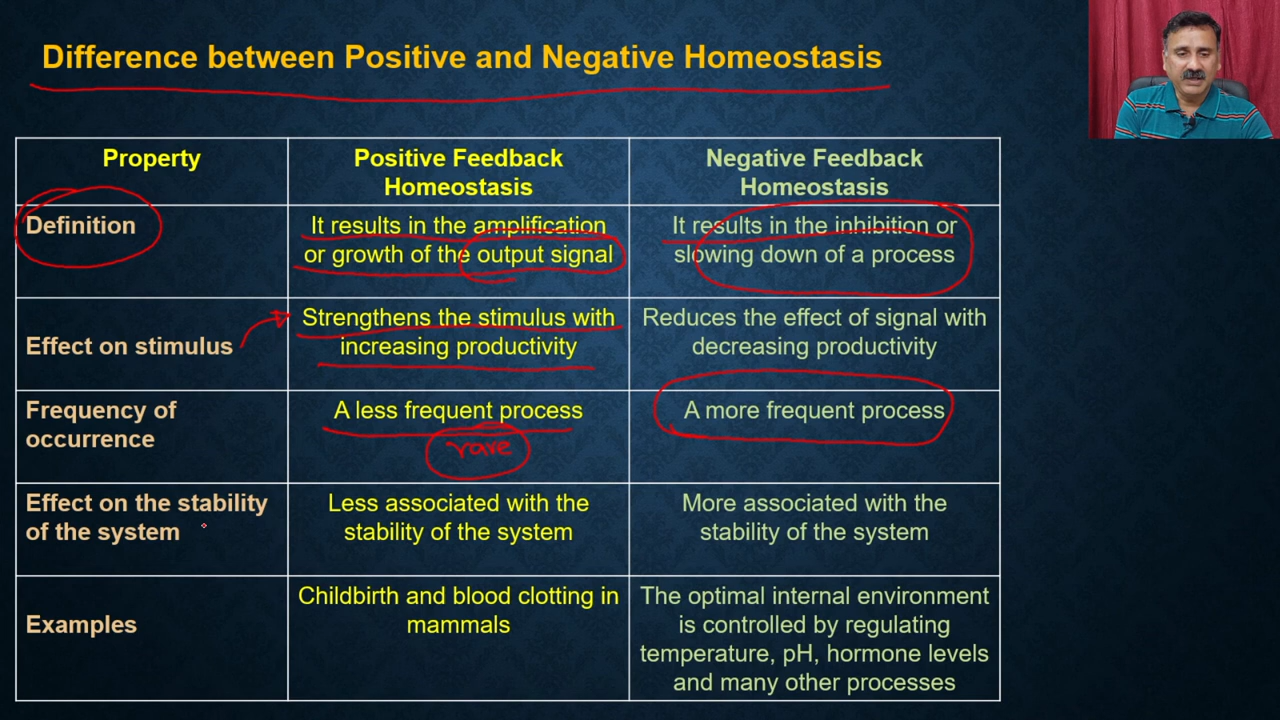 Difference between Positive and Negative Homeostasis
Property
Positive Feedback
Homeostasis
Negative Feedback
Homeostasis
Definition
It results in the amplification
or growth of the output signal
It results in the inhibition or
slowing down of a process
Effect on stimulus
Strengthens the stimulus with
increasing productivity
Reduces the effect of signal with
decreasing productivity
Frequency of
occurrence
A less frequent process
rare
A more frequent process
Effect on the stability
of the system
Less associated with the
stability of the system
More associated with the
stability of the system
Examples
Childbirth and blood clotting in
mammals
The optimal internal environment
is controlled by regulating
temperature, pH, hormone levels
and many other processes